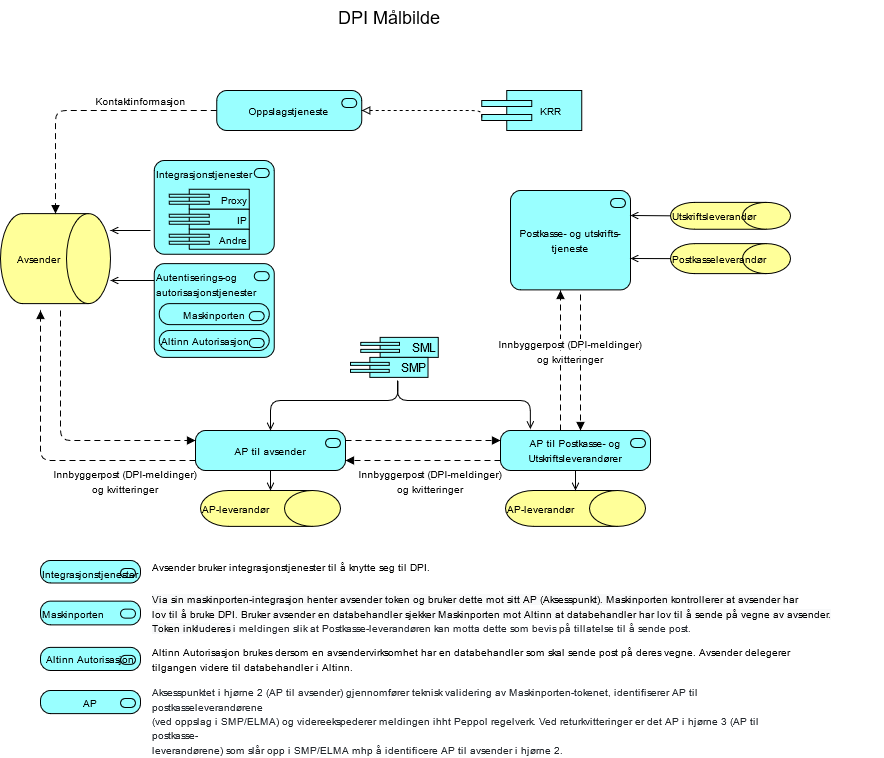 DPI Målbilde
Kontaktinformasjon
Oppslagstjeneste
KRR
Integrasjonstjenester
Proxy
IP
Andre
Avsender
Autentiserings-og
autorisasjonstjenester
Maskinporten
Altinn Autorisasjon
Postkasse- og utskrifts-
tjeneste
Utskriftsleverandør
Postkasseleverandør
SML
SMP
Innbyggerpost (DPI-meldinger)
og kvitteringer
AP til avsender
AP til Postkasse- og
Utskriftsleverandører
Innbyggerpost (DPI-meldinger)
og kvitteringer
Innbyggerpost (DPI-meldinger)
og kvitteringer
AP-leverandør
AP-leverandør
Integrasjonstjenester
Avsender bruker integrasjonstjenester til å knytte seg til DPI.
Maskinporten
Via sin maskinporten-integrasjon henter avsender token og bruker dette mot sitt AP (Aksesspunkt). Maskinporten kontrollerer at avsender har
lov til å bruke DPI. Bruker avsender en databehandler sjekker Maskinporten mot Altinn at databehandler har lov til å sende på vegne av avsender.
Token inkluderes i meldingen slik at Postkasse-leverandøren kan motta dette som bevis på tillatelse til å sende post.
Altinn Autorisasjon
Altinn Autorisasjon brukes dersom en avsendervirksomhet har en databehandler som skal sende post på deres vegne. Avsender delegerer
tilgangen videre til databehandler i Altinn.
AP
Aksesspunktet i hjørne 2 (AP til avsender) gjennomfører teknisk validering av Maskinporten-tokenet, identifiserer AP til
postkasseleverandørene
(ved oppslag i SMP/ELMA) og videreekspederer meldingen ihht Peppol regelverk. Ved returkvitteringer er det AP i hjørne 3 (AP til
postkasse-
leverandørene) som slår opp i SMP/ELMA mhp å identificere AP til avsender i hjørne 2.